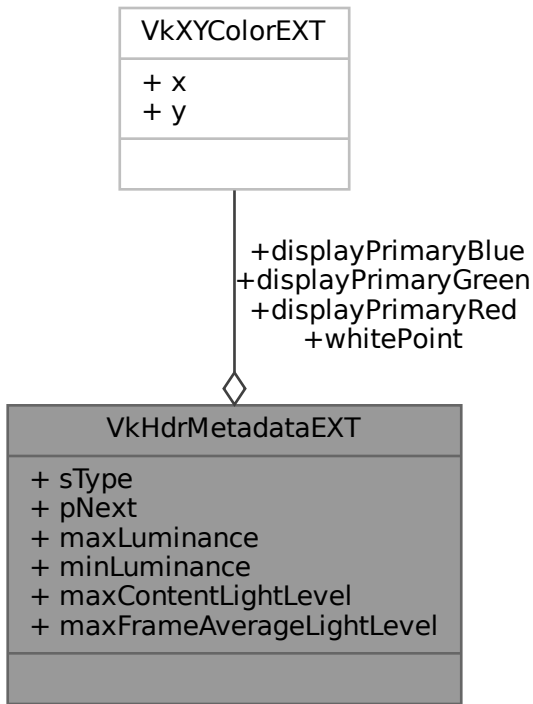 VkXYColorEXT
+ x
+ y
+displayPrimaryBlue
+displayPrimaryGreen
+displayPrimaryRed
+whitePoint
VkHdrMetadataEXT
+ sType
+ pNext
+ maxLuminance
+ minLuminance
+ maxContentLightLevel
+ maxFrameAverageLightLevel